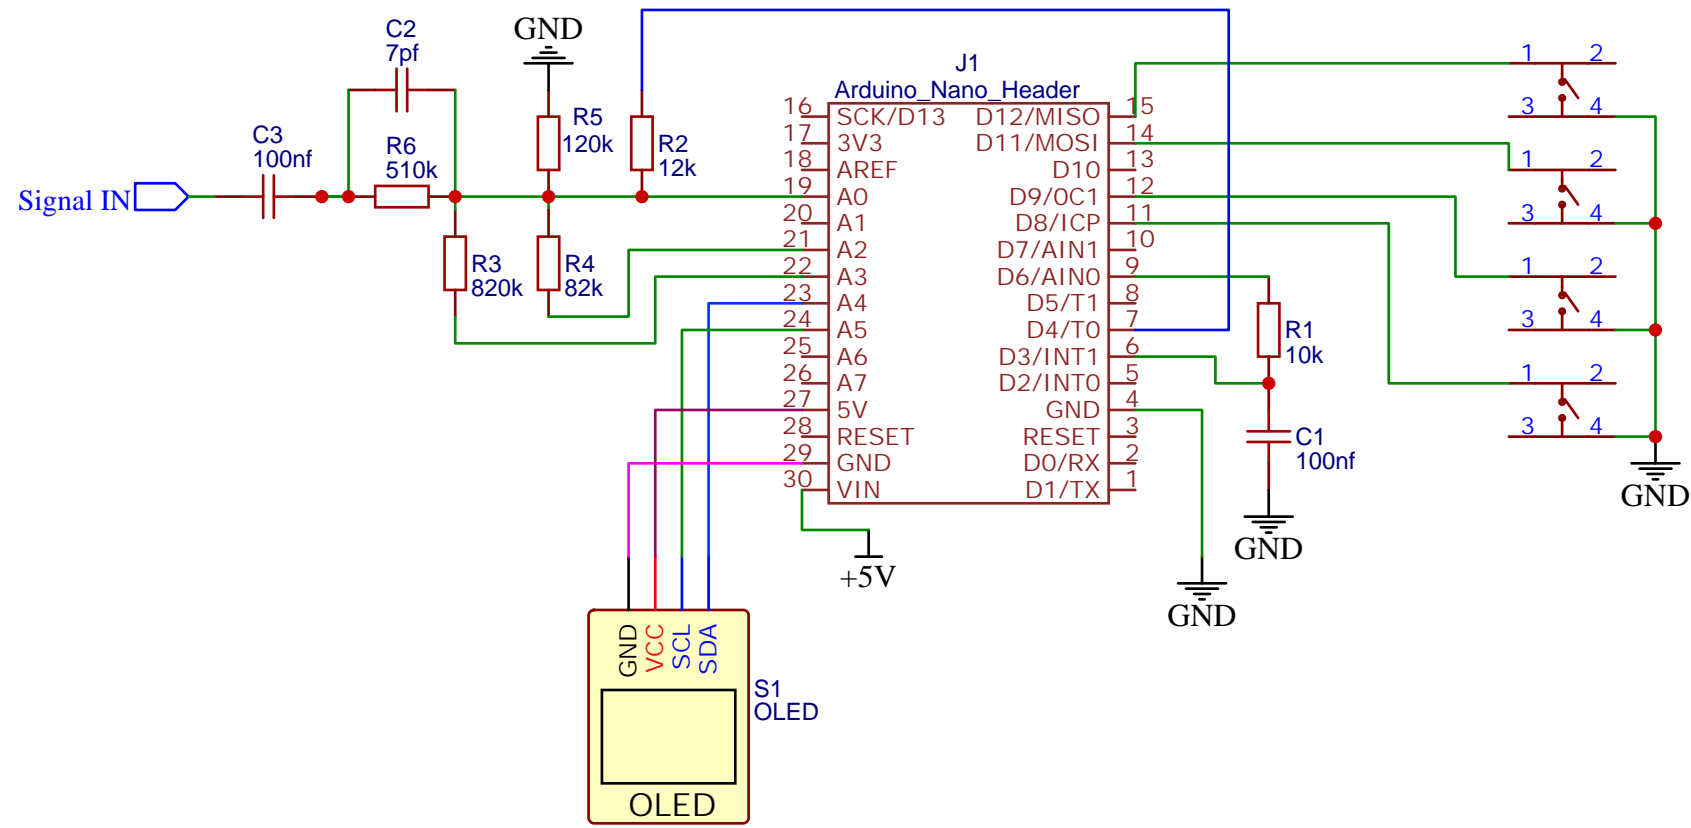 C2
7pf
C3
100nf
R6
510k
Signal IN
GND
R5
120k
R2
12k
R3
820k
R4
82k
J1
Arduino_Nano_Header
16 SCK/D13 D12/MISO 15
17 3V3 D11/MOSI 14
18 AREF D10 13
19 A0 D9/0C1 12
20 A1 D8/ICP 11
21 A2 D7/AIN1 10
22 A3 D6/AIN0 9
23 A4 D5/T1 8
24 A5 D4/T0 7
25 A6 D3/INT1 6
26 A7 D2/INT0 5
27 5V GND 4
28 RESET RESET 3
29 GND D0/RX 2
30 VIN D1/TX 1
+5V
R1
10k
C1
100nf
GND
GND
1 2
3 4
1 2
3 4
1 2
3 4
1 2
3 4
GND
GND
VCC
SCL
SDA
S1
OLED
OLED